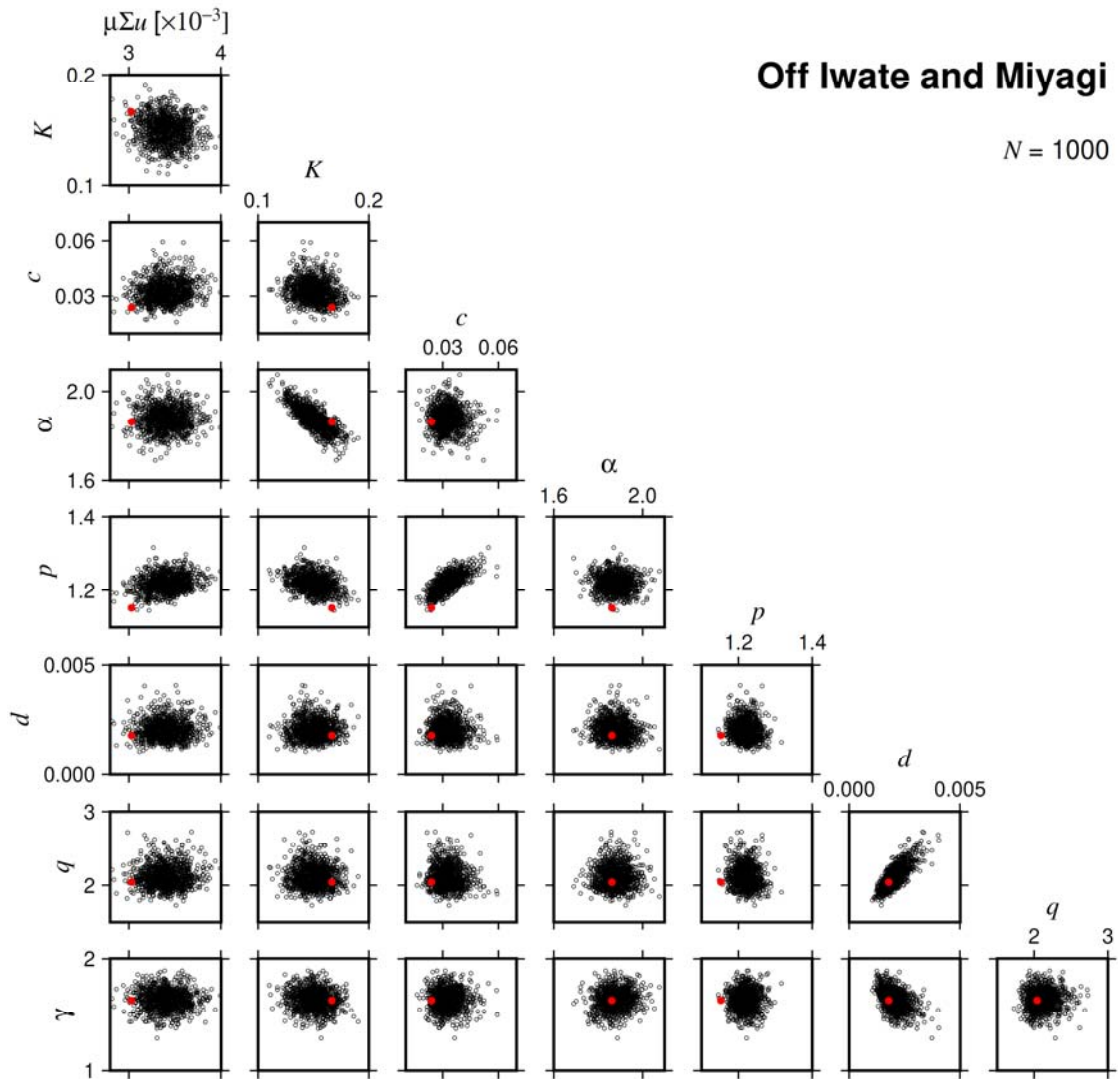 μΣu [×10⁻³]
3 4
Off Iwate and Miyagi
N = 1000
0.2
K
0.1
K
0.1 0.2
0.06
c
0.03
c
0.03 0.06
2.0
α
1.6
α
1.6 2.0
1.4
p
1.2
p
1.2 1.4
0.005
d
0.000
d
0.000 0.005
3
q
2
q
2 3
2
γ
1